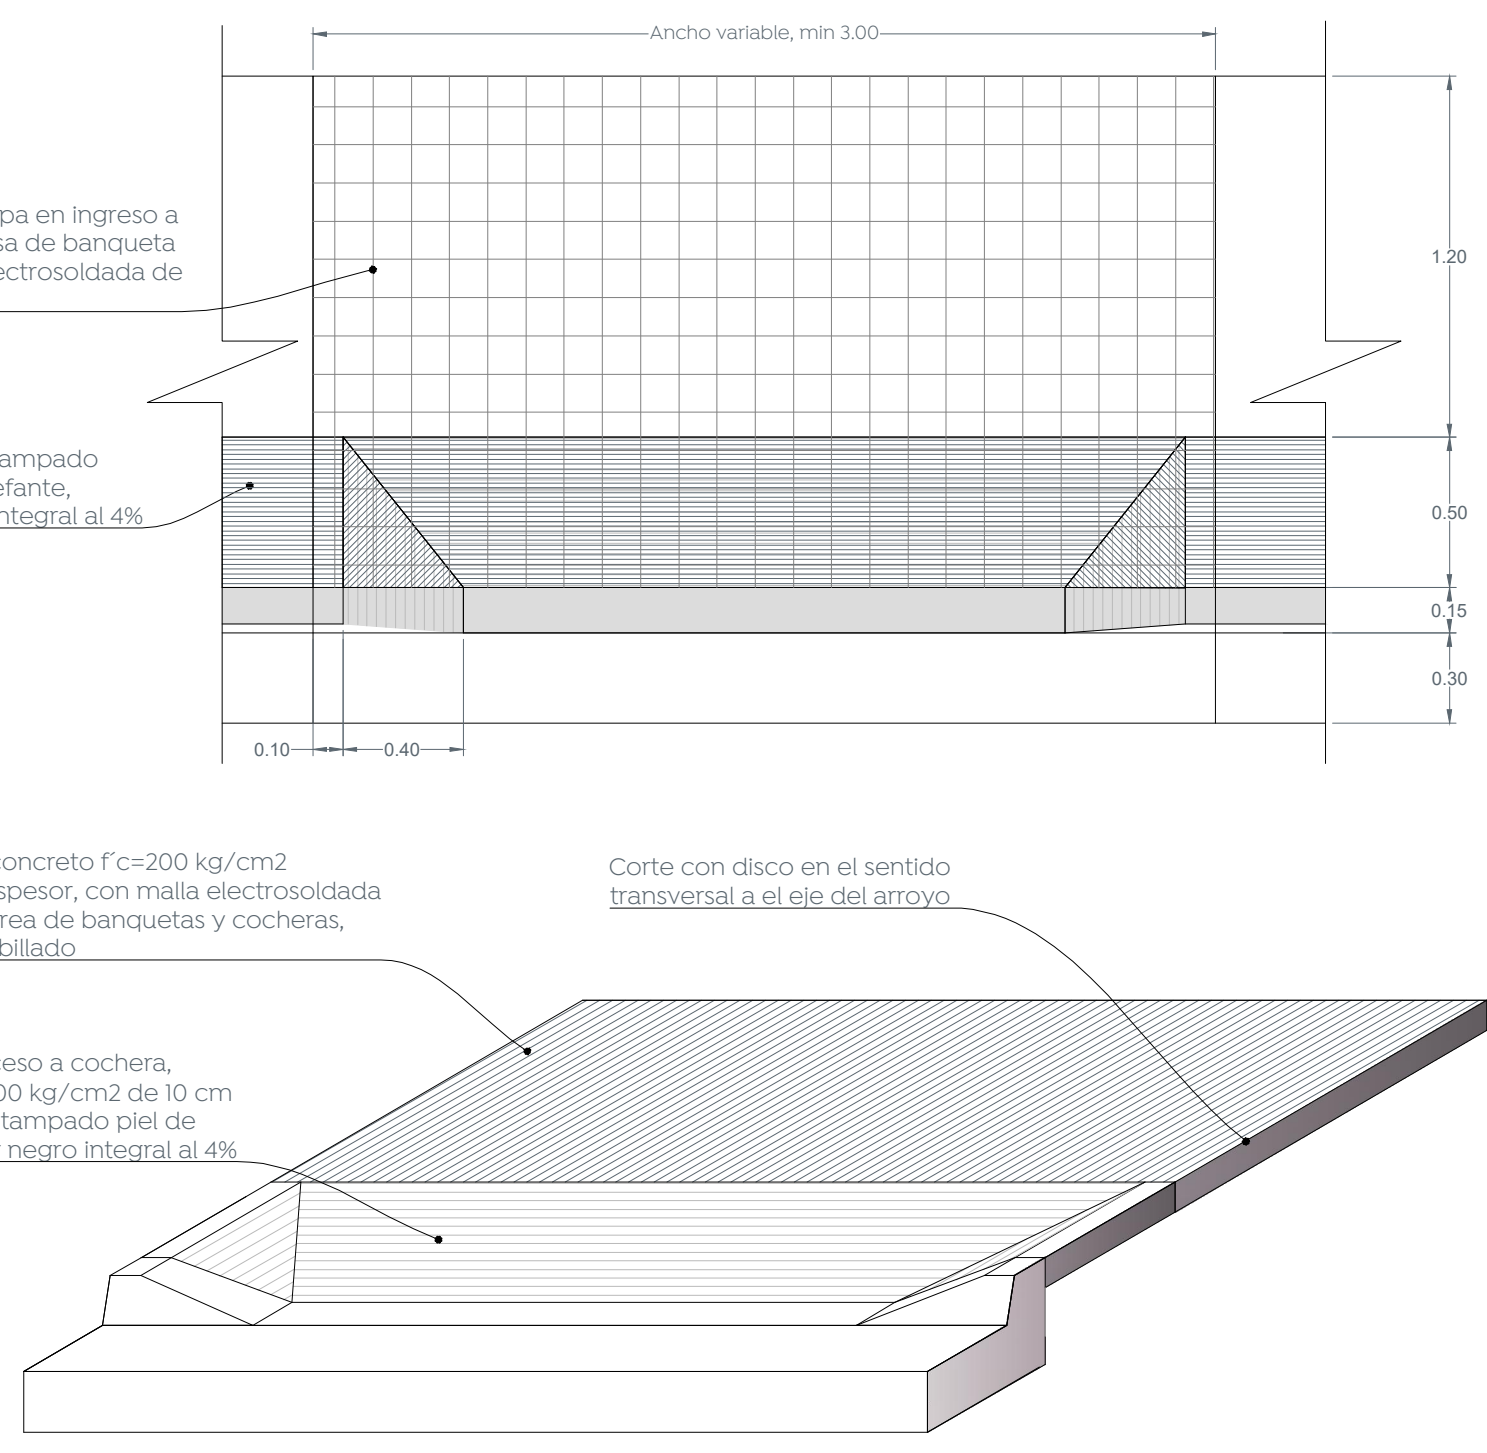 Ancho variable, min 3.00
pa en ingreso a
sa de banqueta
ectrosoldada de
1.20
ampado
efante,
ntegral al 4%
0.50
0.15
0.30
0.10
0.40
concreto f´c=200 kg/cm2
spesor, con malla electrosoldada
rea de banquetas y cocheras,
billado
Corte con disco en el sentido
transversal a el eje del arroyo
ceso a cochera,
00 kg/cm2 de 10 cm
stampado piel de
r negro integral al 4%